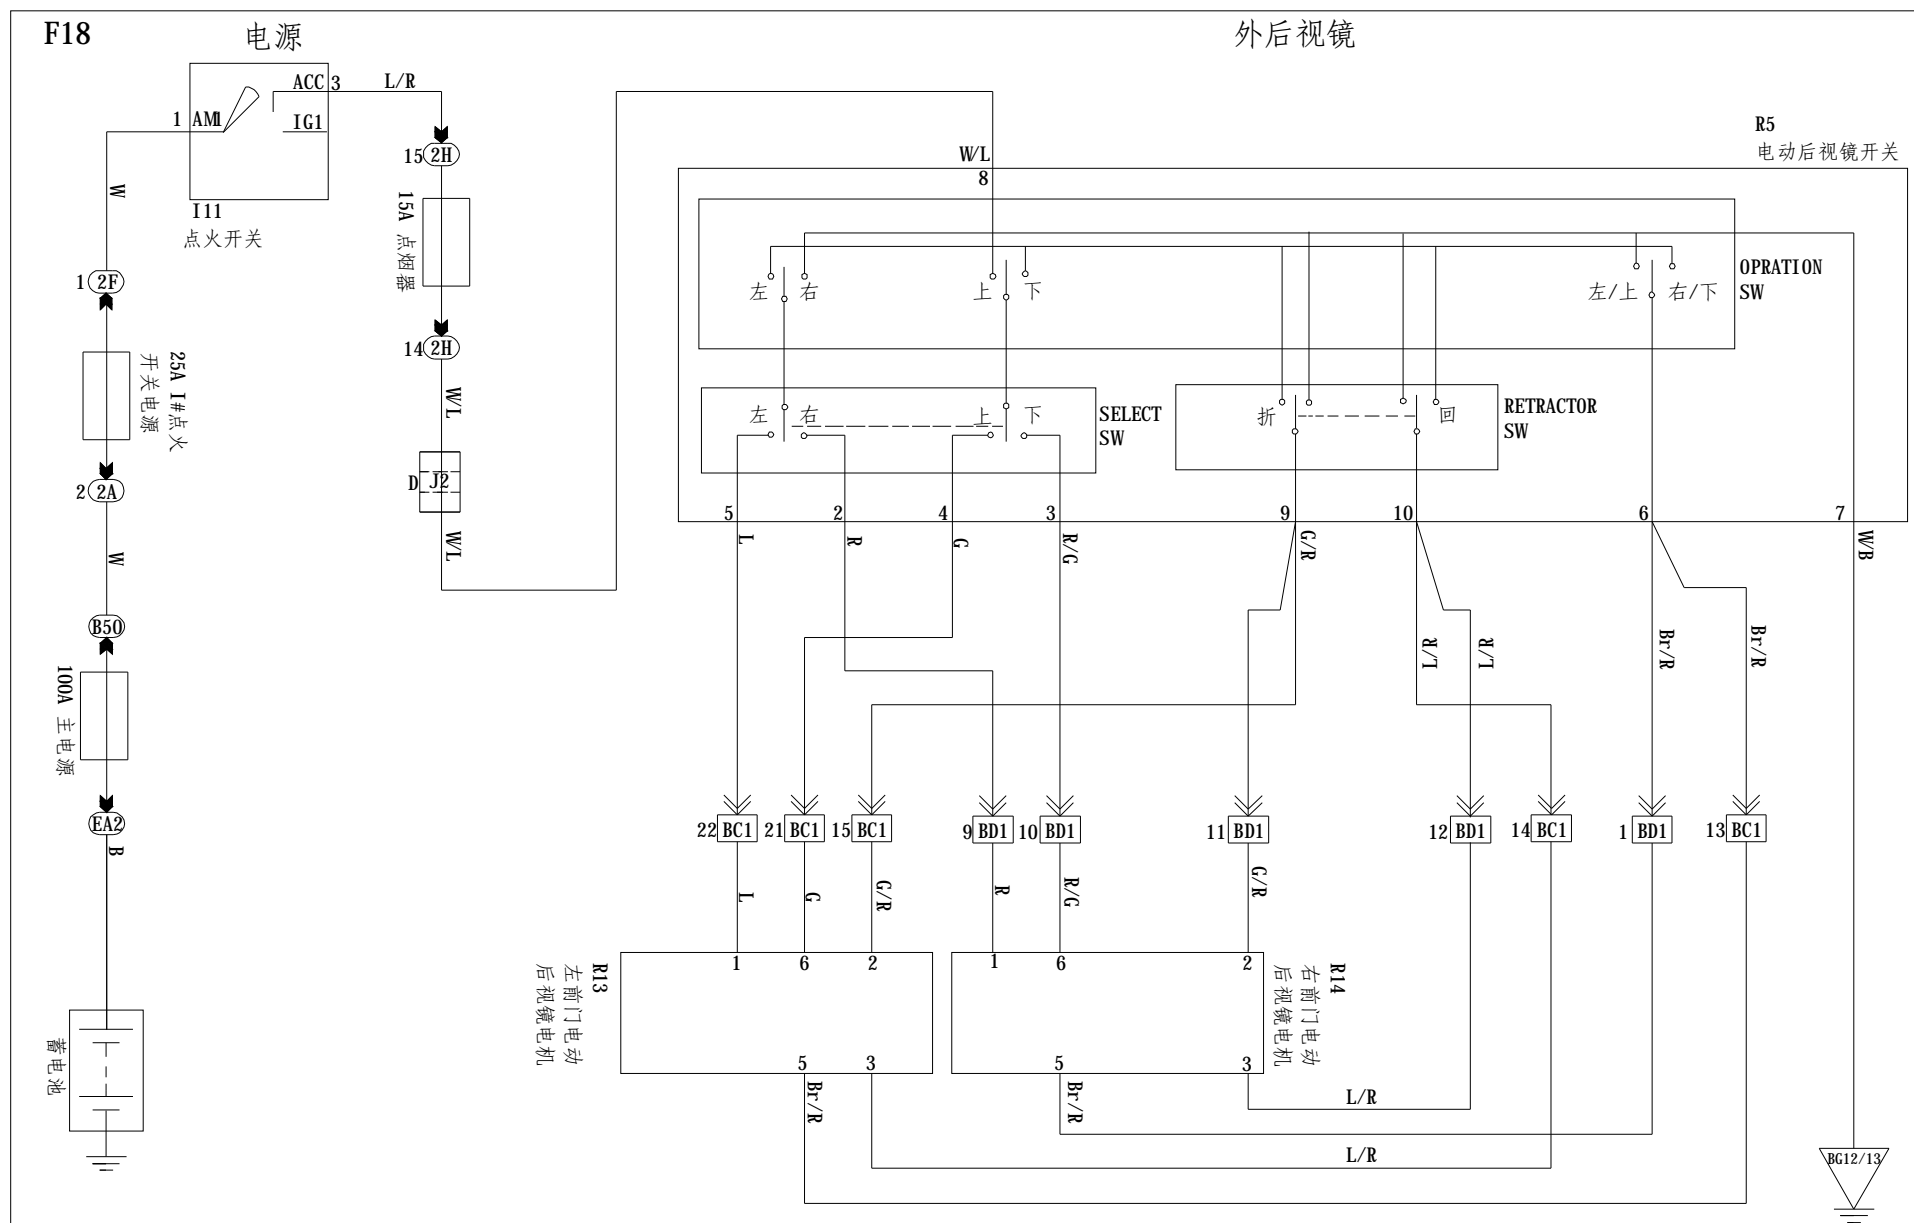 F18
电源
外后视镜
ACC 3
L/R
1 AM1
IG1
I11
点火开关
W
1 2F
25A I#点火
开关电源
2 2A
W
B50
100A 主电源
EA2
B
蓄电池
15 2H
15A 点烟器
14 2H
W/L
D J2
W/L
R5
电动后视镜开关
W/L
8
左 右
上 下
左/上 右/下
OPRATION
SW
左 右
上 下
SELECT
SW
折
回
RETRACTOR
SW
5 2 4 3 9 10 6 7
L R G R/G G/R W/B
L/R L/R Br/R Br/R
22 BC1 21 BC1 15 BC1 9 BD1 10 BD1 11 BD1 12 BD1 14 BC1 1 BD1 13 BC1
L G G/R R R/G G/R
1 6 2
1 6 2
R13
左前门电动
后视镜电机
R14
右前门电动
后视镜电机
5 3
5 3
Br/R
Br/R
L/R
L/R
BG12/13